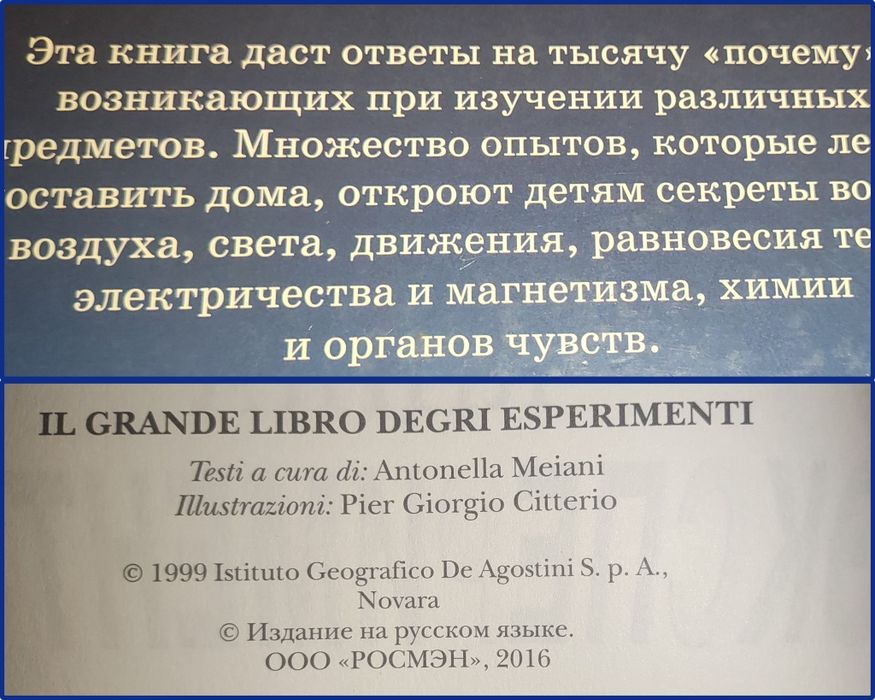 Эта книга даст ответы на тысячу «почему»
возникающих при изучении различных
предметов. Множество опытов, которые ле
оставить дома, откроют детям секреты во
воздуха, света, движения, равновесия те
электричества и магнетизма, химии
и органов чувств.
IL GRANDE LIBRO DEGRI ESPERIMENTI
Testi a cura di: Antonella Meiani
Illustrazioni: Pier Giorgio Citterio
© 1999 Istituto Geografico De Agostini S. p. A.,
Novara
© Издание на русском языке.
ООО «РОСМЭН», 2016